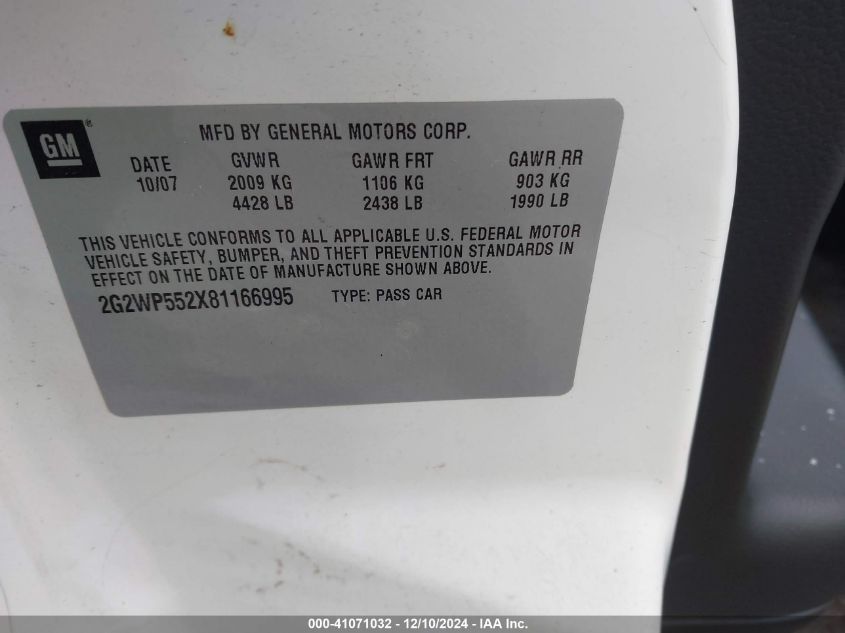 GM®
MFD BY GENERAL MOTORS CORP.
DATE GVWR GAWR FRT GAWR RR
10/07 2009 KG 1106 KG 903 KG
4428 LB 2438 LB 1990 LB
THIS VEHICLE CONFORMS TO ALL APPLICABLE U.S. FEDERAL MOTOR
VEHICLE SAFETY, BUMPER, AND THEFT PREVENTION STANDARDS IN
EFFECT ON THE DATE OF MANUFACTURE SHOWN ABOVE.
2G2WP552X81166995 TYPE: PASS CAR
000-41071032 - 12/10/2024 - IAA Inc.